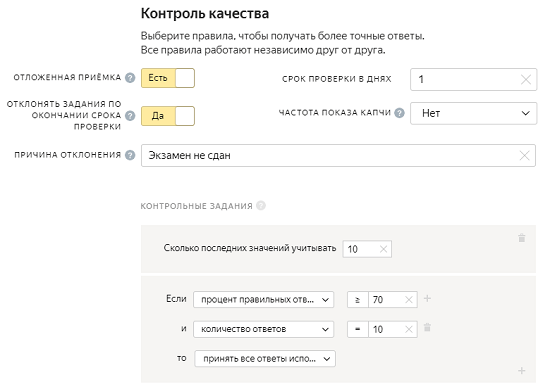 Контроль качества
Выберите правила, чтобы получать более точные ответы.
Все правила работают независимо друг от друга.
ОТЛОЖЕННАЯ ПРИЁМКА ? Есть
СРОК ПРОВЕРКИ В ДНЯХ 1
ОТКЛОНЯТЬ ЗАДАНИЯ ПО
ОКОНЧАНИИ СРОКА
ПРОВЕРКИ ? Да
ЧАСТОТА ПОКАЗА КАПЧИ ? Нет
ПРИЧИНА ОТКЛОНЕНИЯ ? Экзамен не сдан
КОНТРОЛЬНЫЕ ЗАДАНИЯ ?
Сколько последних значений учитывать 10
Если процент правильных отв... ≥ 70
и количество ответов = 10
то принять все ответы испо...